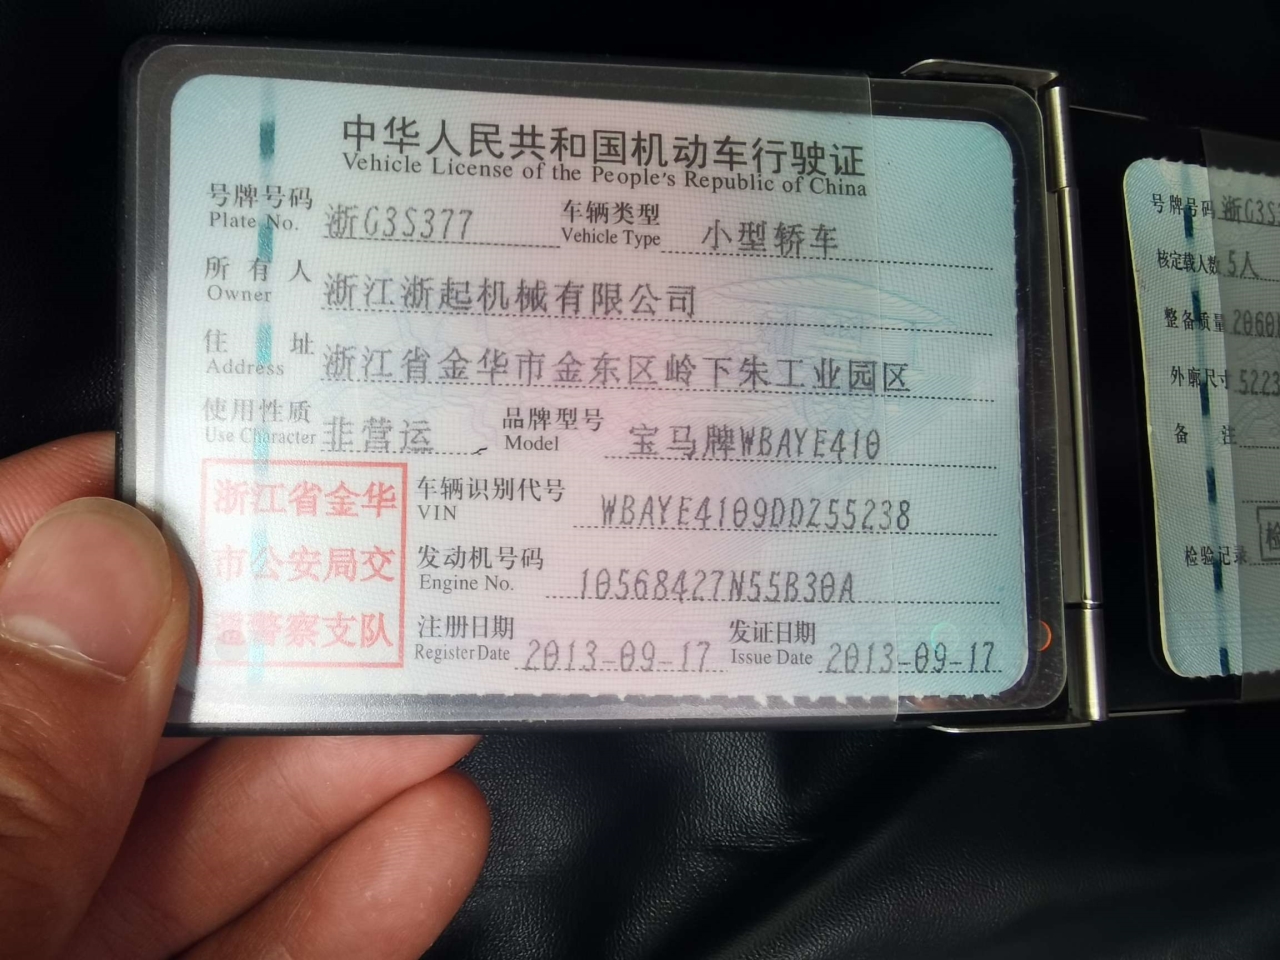 中华人民共和国机动车行驶证
Vehicle License of the People's Republic of China
号牌号码 浙G3S377 车辆类型 小型轿车
Plate No. Vehicle Type
所有人 浙江浙起机械有限公司
Owner
住址 浙江省金华市金东区岭下朱工业园区
Address
使用性质 非营运 品牌型号 宝马牌WBAYE410
Use Character Model
浙江省金华
市公安局交
通警察支队
车辆识别代号 WBAYE4109DDZ55238
VIN
发动机号码 10568427N55B30A
Engine No.
注册日期 2013-09-17 发证日期 2013-09-17
Register Date Issue Date
号牌号码 浙G3S
核定载人数 5人
整备质量 2060
外廓尺寸 5223
备注
检验记录